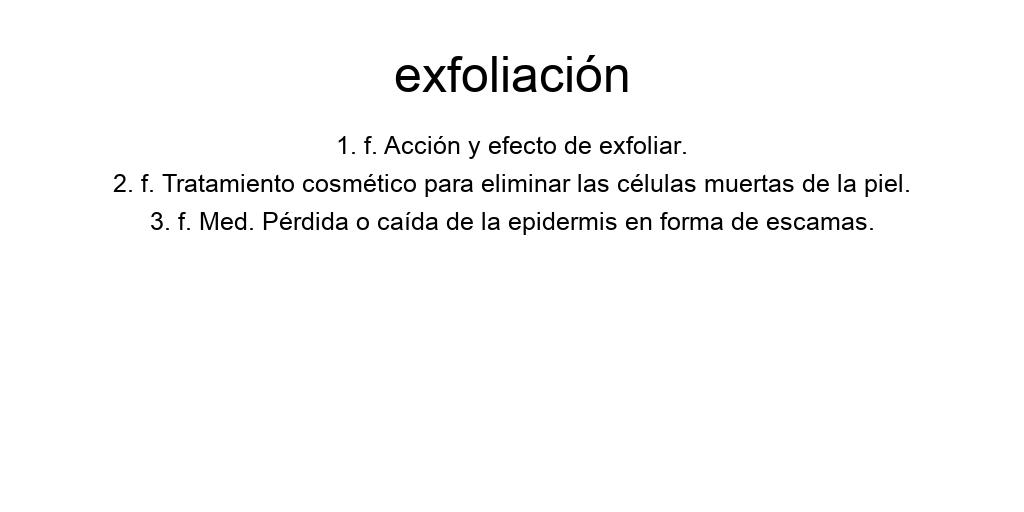 exfoliación
1. f. Acción y efecto de exfoliar.
2. f. Tratamiento cosmético para eliminar las células muertas de la piel.
3. f. Med. Pérdida o caída de la epidermis en forma de escamas.